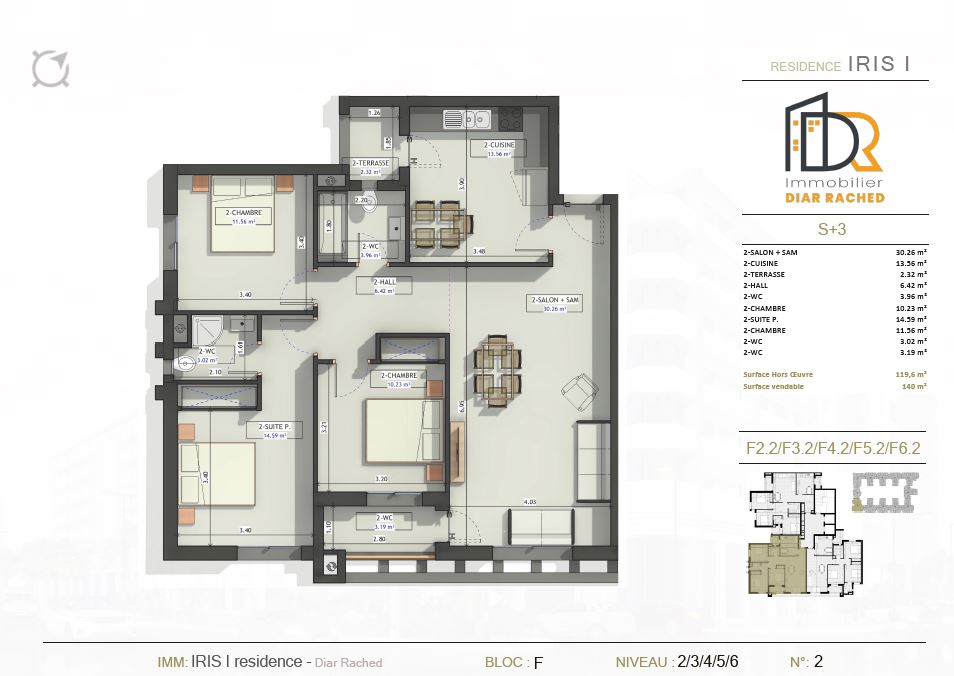 RESIDENCE IRIS I
DR
Immobilier
DIAR RACHED
S+3
2-SALON + SAM 30.26 m²
2-CUISINE 13.56 m²
2-TERRASSE 2.32 m²
2-HALL 6.42 m²
2-WC 3.96 m²
2-CHAMBRE 10.23 m²
2-SUITE P. 14.59 m²
2-CHAMBRE 11.56 m²
2-WC 3.02 m²
2-WC 3.19 m²
Surface Hors Œuvre 119,6 m²
Surface vendable 140 m²
F2.2/F3.2/F4.2/F5.2/F6.2
1.26
1.85
2-TERRASSE
2.32 m²
2-CUISINE
13.56 m²
3.90
3.48
2-CHAMBRE
11.56 m²
3.40
3.40
2.20
1.80
2-WC
3.96 m²
2-HALL
6.42 m²
2-SALON + SAM
30.26 m²
2-WC
3.02 m²
1.61
2.10
2-CHAMBRE
10.23 m²
3.21
3.20
6.95
4.03
2-SUITE P.
14.59 m²
3.40
3.40
2-WC
3.19 m²
1.10
2.80
IMM: IRIS I residence - Diar Rached BLOC : F NIVEAU : 2/3/4/5/6 N°: 2